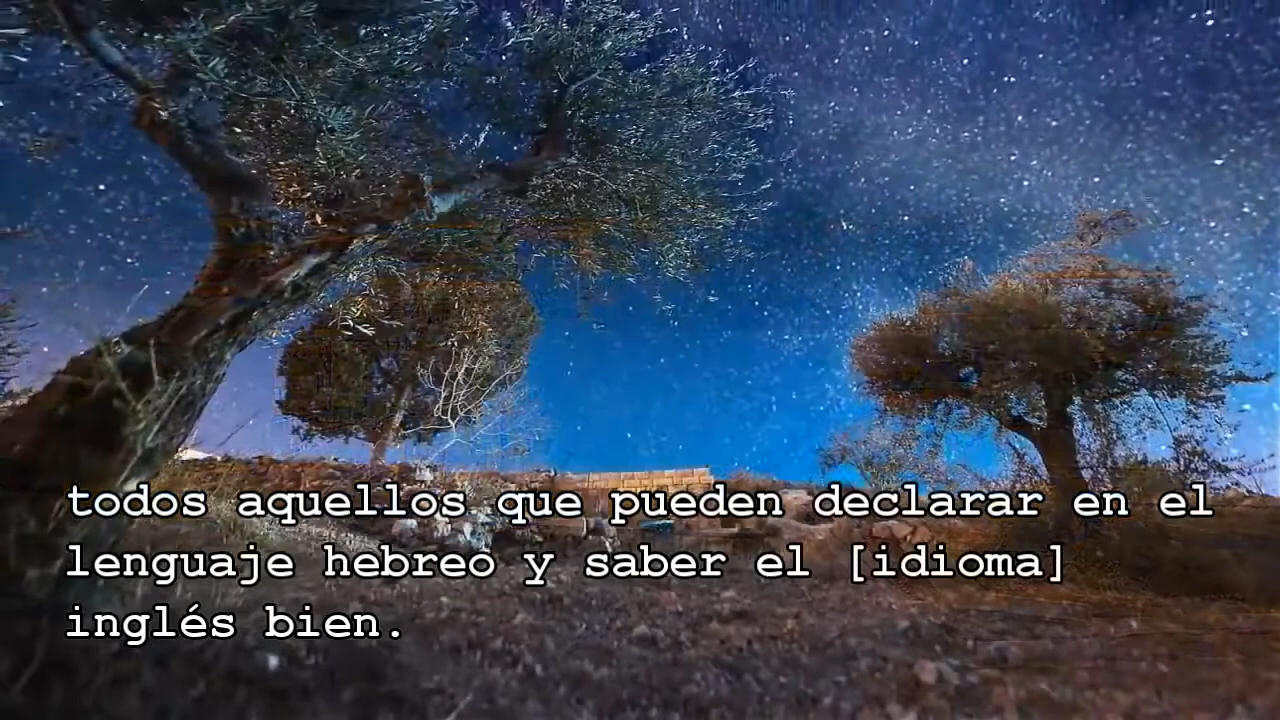 todos aquellos que pueden declarar en el
lenguaje hebreo y saber el [idioma]
inglés bien.